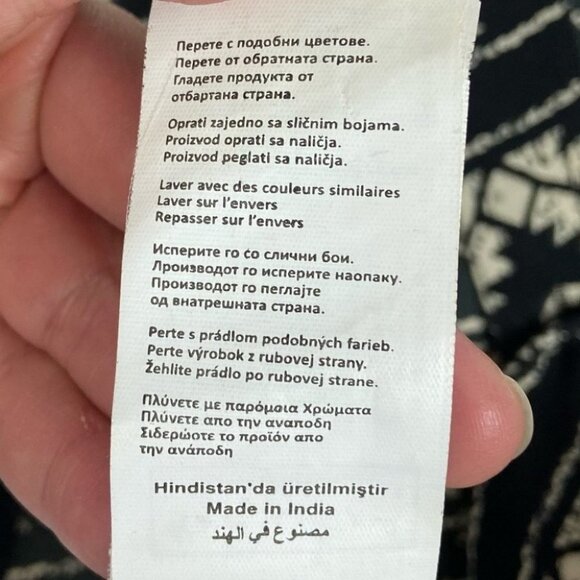 Перете с подобни цветове.
Перете от обратната страна.
Гладете продукта от
отбартана страна.
Oprati zajedno sa sličnim bojama.
Proizvod oprati sa naličja.
Proizvod peglati sa naličja.
Laver avec des couleurs similaires
Laver sur l'envers
Repasser sur l'envers
Исперите го со слични бои.
Лроизводот го исперите наопаку.
Производот го пеглајте
од внатрешната страна.
Perte s prádlom podobných farieb.
Perte výrobok z rubovej strany.
Žehlite prádlo po rubovej strane.
Πλύνετε με παρόμοια Χρώματα
Πλύνετε απο την αναποδη
Σιδερώοτε το προϊόν απο
την ανάποδη
Hindistan'da üretilmiştir
Made in India
مصنوع في الهند